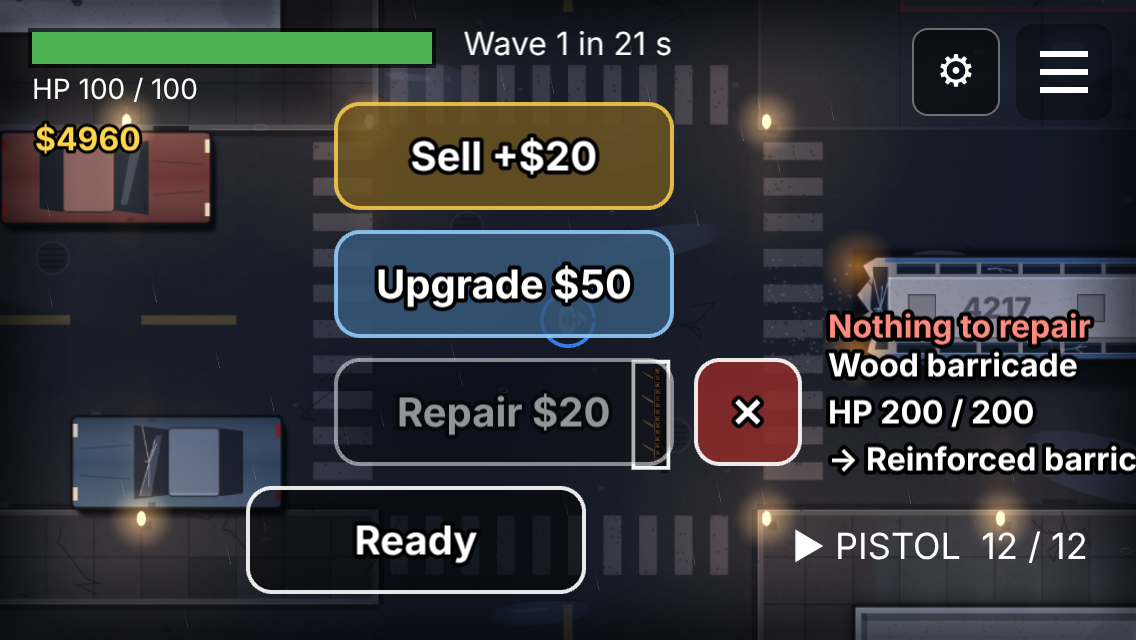 Wave 1 in 21 s
HP 100 / 100
$4960
Sell +$20
Upgrade $50
4217
Nothing to repair
Wood barricade
Repair $20
HP 200 / 200
→ Reinforced barric
Ready
PISTOL 12 / 12